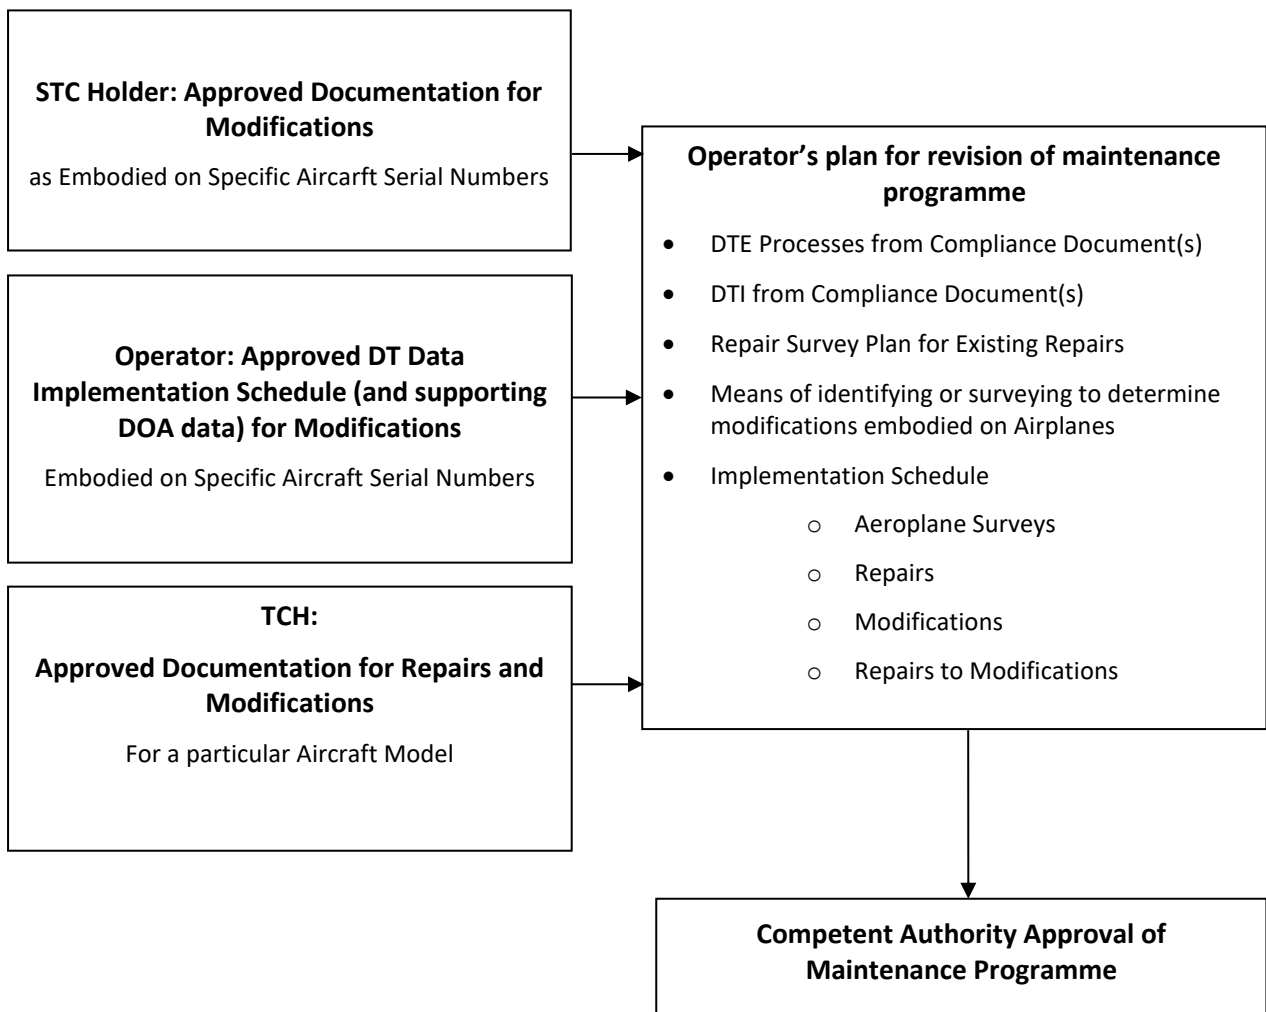 STC Holder: Approved Documentation for
Modifications
as Embodied on Specific Aircarft Serial Numbers
Operator: Approved DT Data
Implementation Schedule (and supporting
DOA data) for Modifications
Embodied on Specific Aircraft Serial Numbers
TCH:
Approved Documentation for Repairs and
Modifications
For a particular Aircraft Model
Operator’s plan for revision of maintenance
programme
• DTE Processes from Compliance Document(s)
• DTI from Compliance Document(s)
• Repair Survey Plan for Existing Repairs
• Means of identifying or surveying to determine
modifications embodied on Airplanes
• Implementation Schedule
o Aeroplane Surveys
o Repairs
o Modifications
o Repairs to Modifications
Competent Authority Approval of
Maintenance Programme